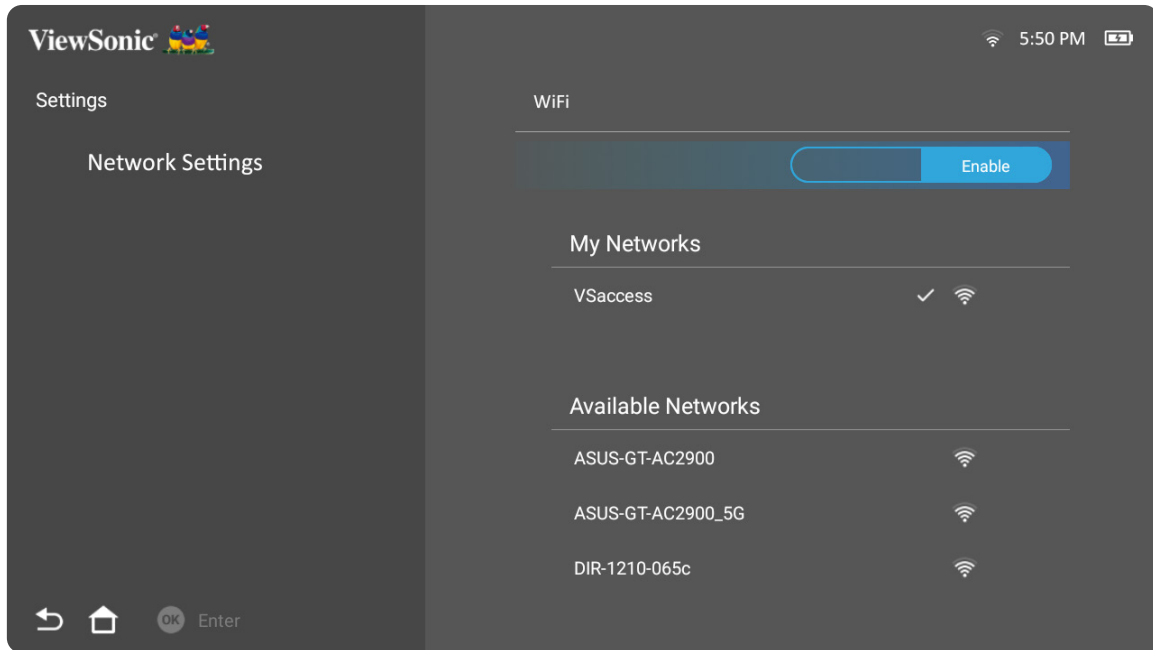 ViewSonic
5:50 PM
Settings
WiFi
Network Settings
Enable
My Networks
VSaccess
Available Networks
ASUS-GT-AC2900
ASUS-GT-AC2900_5G
DIR-1210-065c
OK Enter